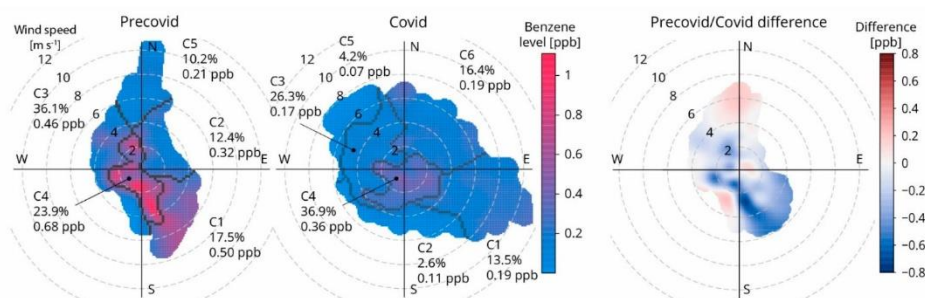 Precovid
Wind speed
[m s⁻¹]
N
12
10
8
6
4
2
C5
10.2%
0.21 ppb
C3
36.1%
0.46 ppb
C2
12.4%
0.32 ppb
W
E
C4
23.9%
0.68 ppb
C1
17.5%
0.50 ppb
S
Covid
N
12
10
8
6
4
2
C5
4.2%
0.07 ppb
C6
16.4%
0.19 ppb
C3
26.3%
0.17 ppb
W
E
C4
36.9%
0.36 ppb
C2
2.6%
0.11 ppb
C1
13.5%
0.19 ppb
S
Benzene
level [ppb]
1.0
0.8
0.6
0.4
0.2
Precovid/Covid difference
N
12
10
8
6
4
2
W
E
S
Difference
[ppb]
0.8
0.6
0.4
0.2
0
−0.2
−0.4
−0.6
−0.8